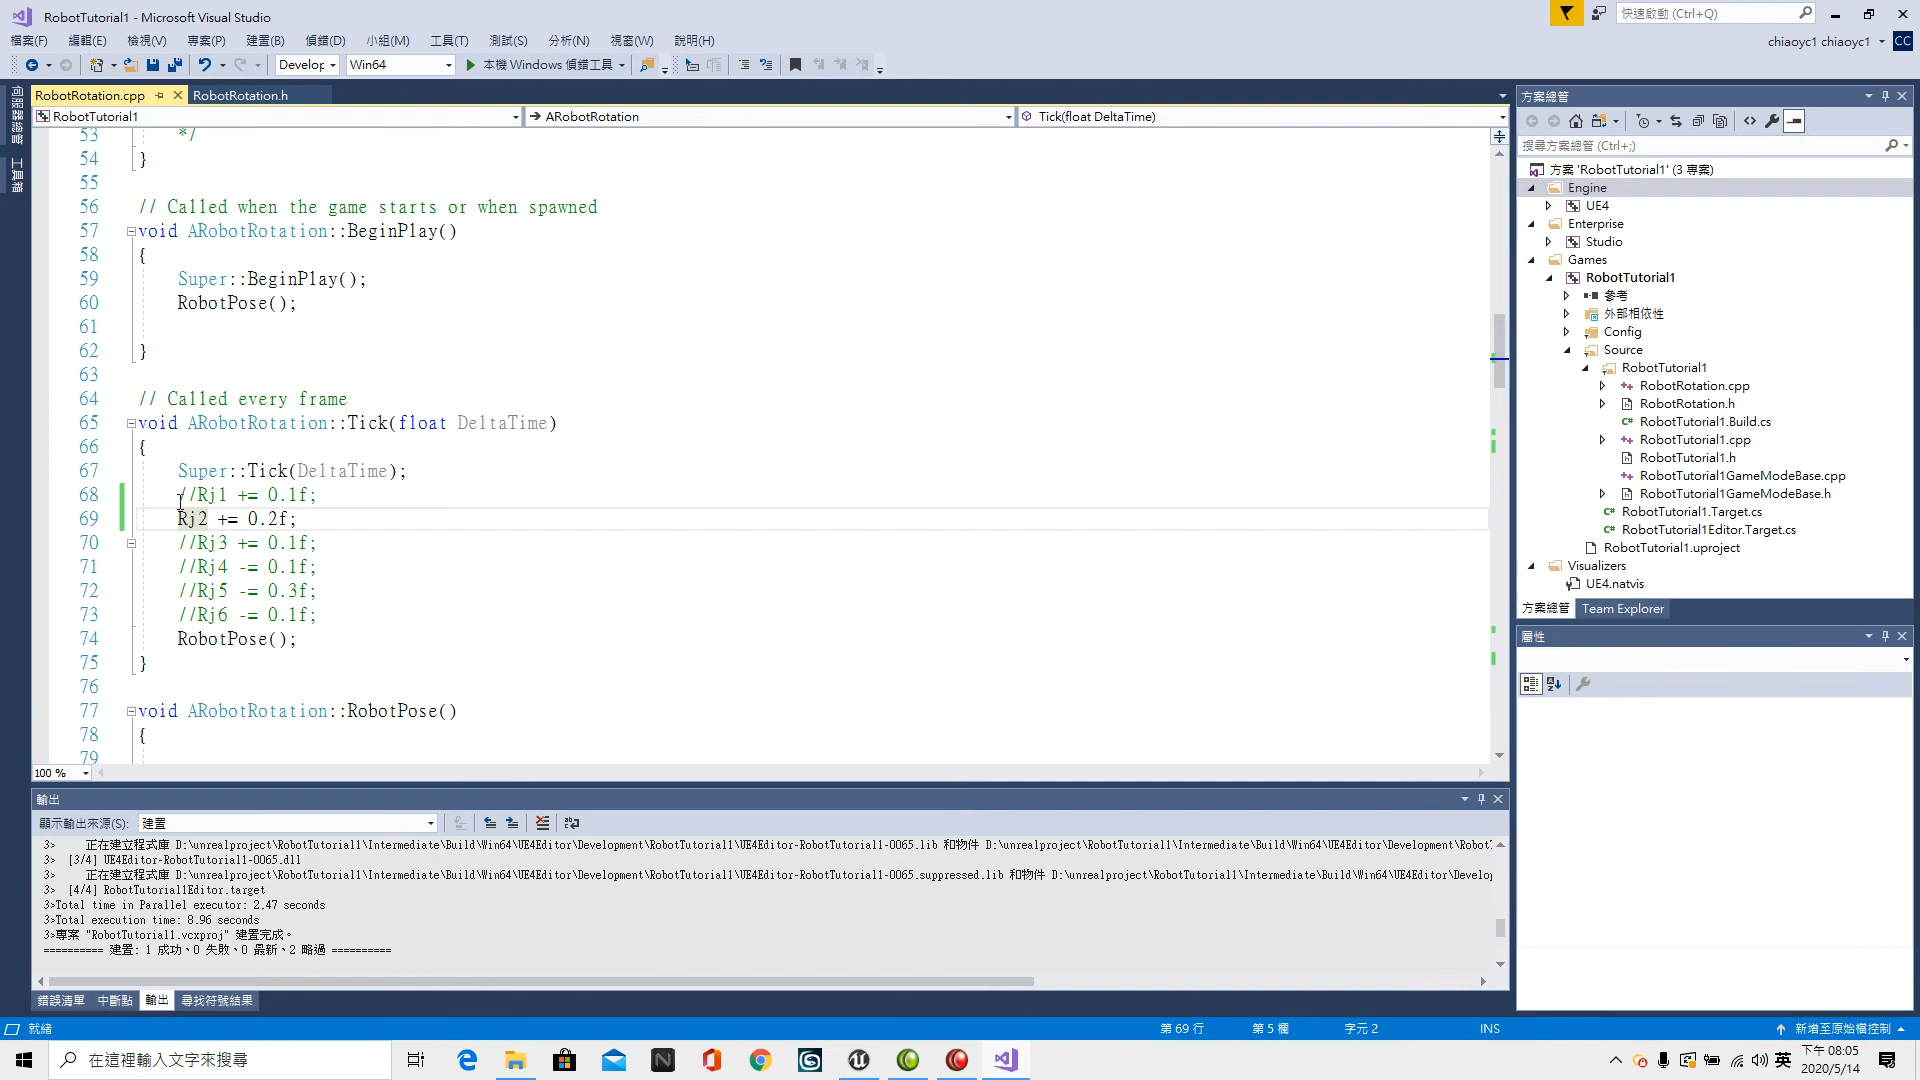 RobotTutorial1 - Microsoft Visual Studio
快速啟動 (Ctrl+Q)
檔案(F) 編輯(E) 檢視(V) 專案(P) 建置(B) 偵錯(D) 小組(M) 工具(T) 測試(S) 分析(N) 視窗(W) 說明(H)
chiaoyc1 chiaoyc1 CC
Develop Win64 本機 Windows 偵錯工具
伺服器總管
工具箱
RobotRotation.cpp RobotRotation.h
RobotTutorial1 ARobotRotation Tick(float DeltaTime)
53 */
54 }
55
56 // Called when the game starts or when spawned
57 void ARobotRotation::BeginPlay()
58 {
59 Super::BeginPlay();
60 RobotPose();
61
62 }
63
64 // Called every frame
65 void ARobotRotation::Tick(float DeltaTime)
66 {
67 Super::Tick(DeltaTime);
68 //Rj1 += 0.1f;
69 Rj2 += 0.2f;
70 //Rj3 += 0.1f;
71 //Rj4 -= 0.1f;
72 //Rj5 -= 0.3f;
73 //Rj6 -= 0.1f;
74 RobotPose();
75 }
76
77 void ARobotRotation::RobotPose()
78 {
79
100 %
方案總管
搜尋方案總管 (Ctrl+;)
方案 'RobotTutorial1' (3 專案)
Engine
UE4
Enterprise
Studio
Games
RobotTutorial1
參考
外部相依性
Config
Source
RobotTutorial1
RobotRotation.cpp
RobotRotation.h
RobotTutorial1.Build.cs
RobotTutorial1.cpp
RobotTutorial1.h
RobotTutorial1GameModeBase.cpp
RobotTutorial1GameModeBase.h
RobotTutorial1.Target.cs
RobotTutorial1Editor.Target.cs
RobotTutorial1.uproject
Visualizers
UE4.natvis
方案總管 Team Explorer
屬性
輸出
顯示輸出來源(S): 建置
3> 正在建立程式庫 D:\unrealproject\RobotTutorial1\Intermediate\Build\Win64\UE4Editor\Development\RobotTutorial1\UE4Editor-RobotTutorial1-0065.lib 和物件 D:\unrealproject\RobotTutorial1\Intermediate\Build\Win64\UE4Editor\Development\Robot
3> [3/4] UE4Editor-RobotTutorial1-0065.dll
3> 正在建立程式庫 D:\unrealproject\RobotTutorial1\Intermediate\Build\Win64\UE4Editor\Development\RobotTutorial1\UE4Editor-RobotTutorial1-0065.suppressed.lib 和物件 D:\unrealproject\RobotTutorial1\Intermediate\Build\Win64\UE4Editor\Develop
3> [4/4] RobotTutorial1Editor.target
3>Total time in Parallel executor: 2.47 seconds
3>Total execution time: 8.96 seconds
3>專案 "RobotTutorial1.vcxproj" 建置完成。
========== 建置: 1 成功、0 失敗、0 最新、2 略過 ==========
錯誤清單 中斷點 輸出 尋找符號結果
就緒 第 69 行 第 5 欄 字元 2 INS 新增至原始檔控制
在這裡輸入文字來搜尋
英
下午 08:05
2020/5/14